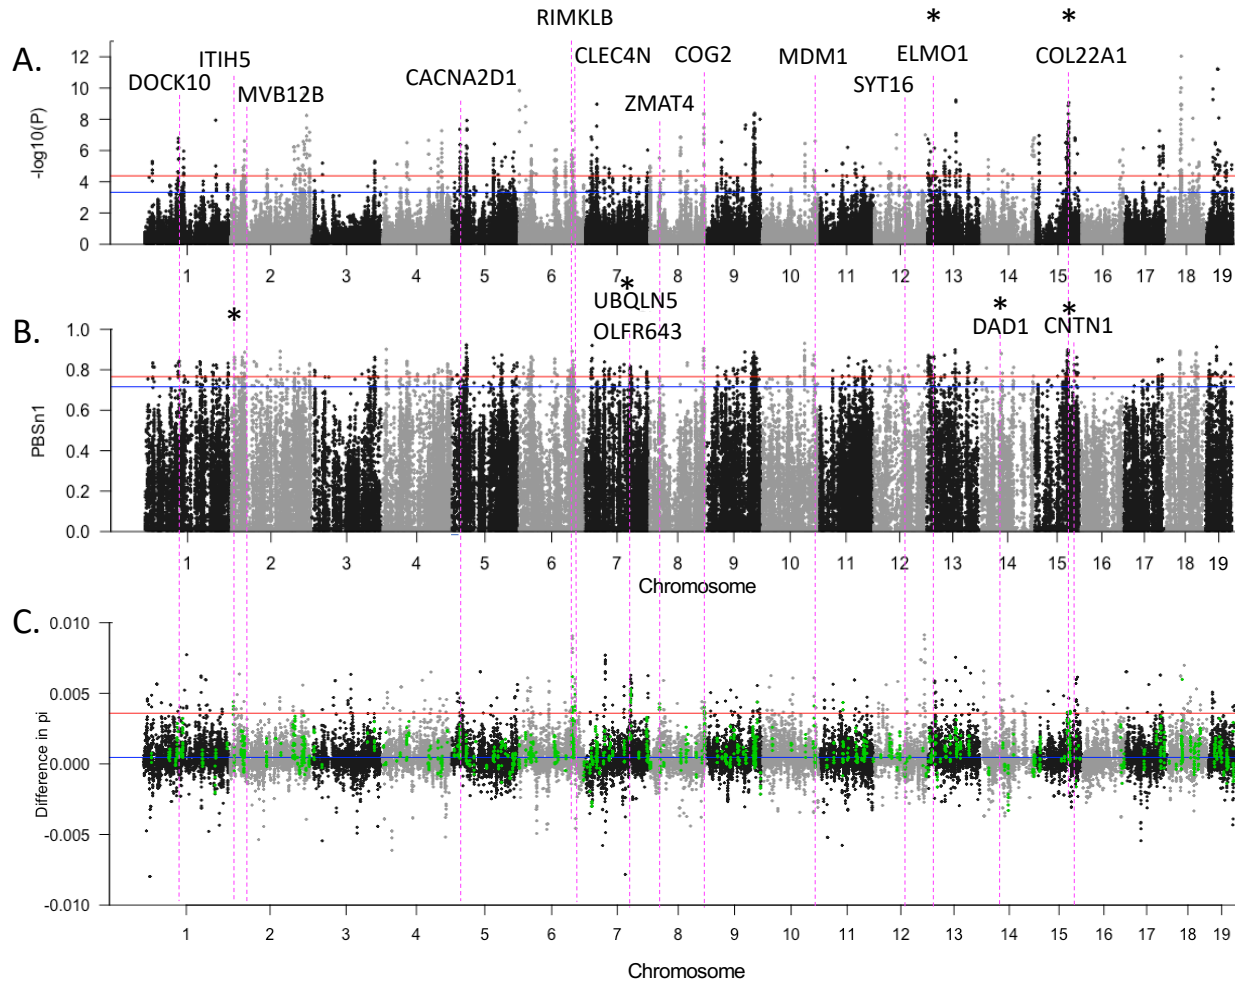 RIMKLB
*
*
A.
ITIH5
DOCK10
MVB12B
CACNA2D1
CLEC4N
ZMAT4
COG2
MDM1
SYT16
ELMO1
COL22A1
-log10(P)
12
10
8
6
4
2
0
1 2 3 4 5 6 7 8 9 10 11 12 13 14 15 16 17 18 19
B.
*
*
UBQLN5
OLFR643
*
DAD1
*
CNTN1
PBSn1
1.0
0.8
0.6
0.4
0.2
0.0
1 2 3 4 5 6 7 8 9 10 11 12 13 14 15 16 17 18 19
Chromosome
C.
Difference in pi
0.010
0.005
0.000
-0.005
-0.010
1 2 3 4 5 6 7 8 9 10 11 12 13 14 15 16 17 18 19
Chromosome